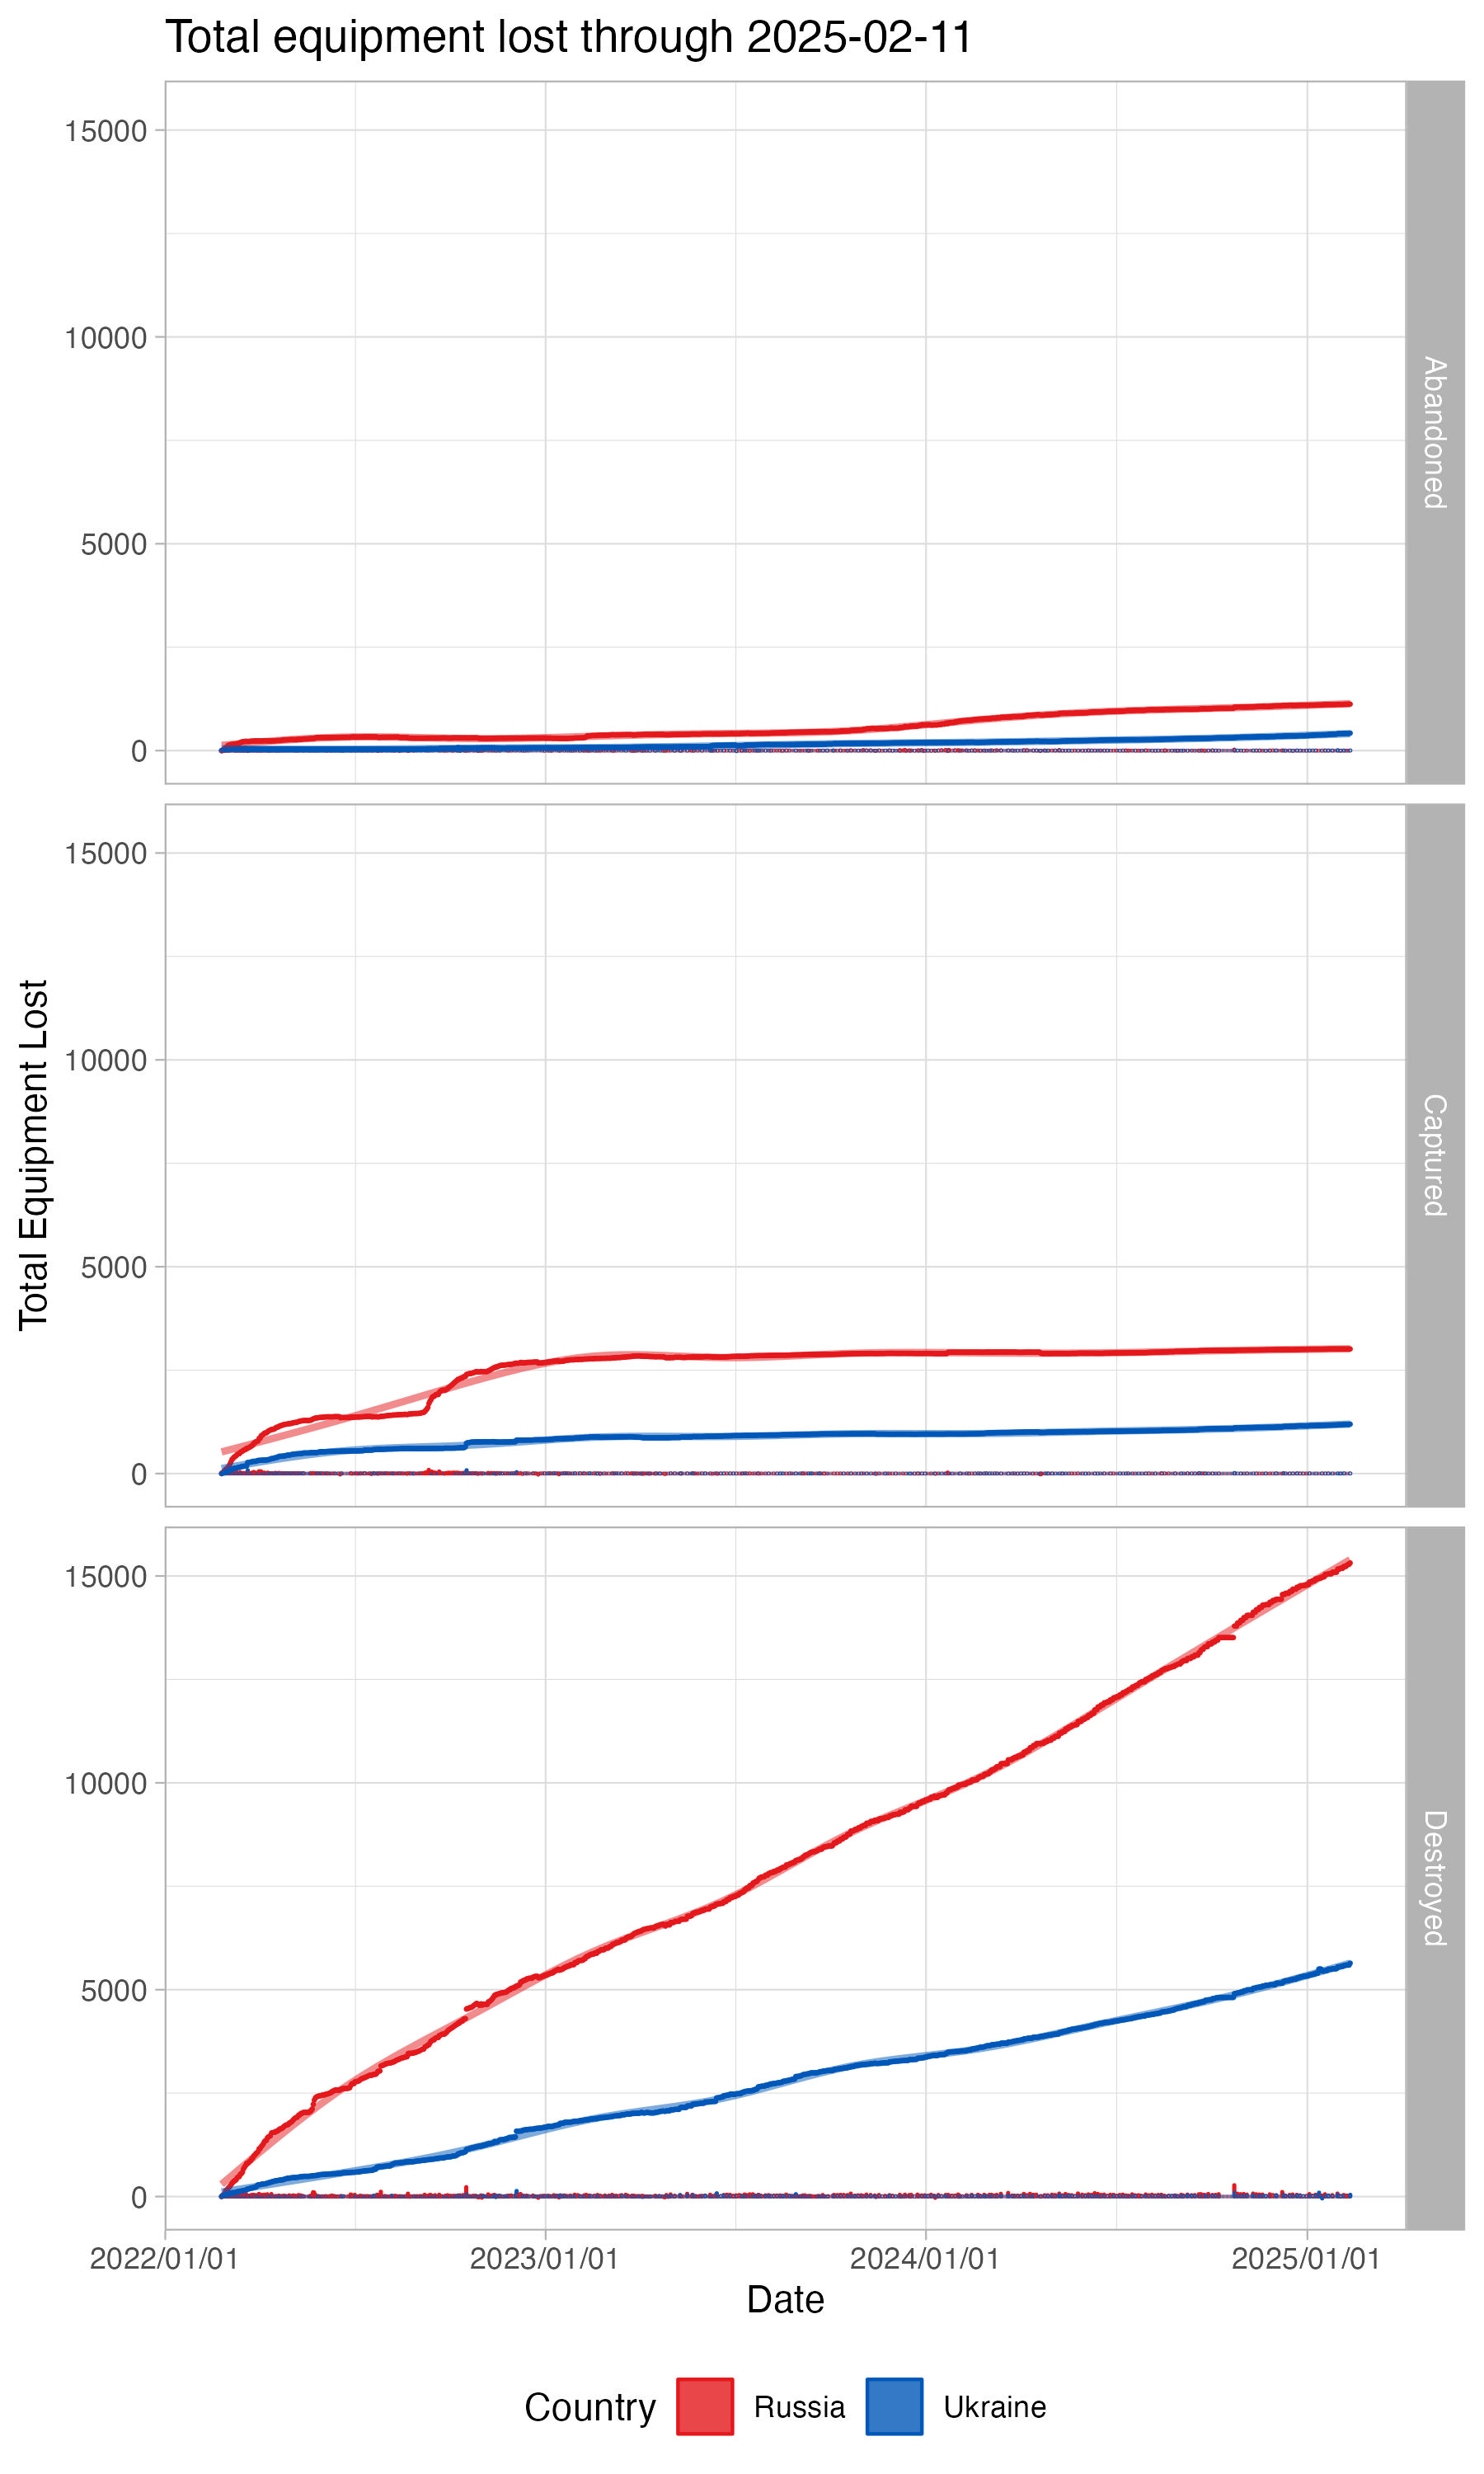 Total equipment lost through 2025-02-11
15000
10000
5000
0
Abandoned
15000
10000
5000
0
Captured
Total Equipment Lost
15000
10000
5000
0
Destroyed
2022/01/01 2023/01/01 2024/01/01 2025/01/01
Date
Country Russia Ukraine